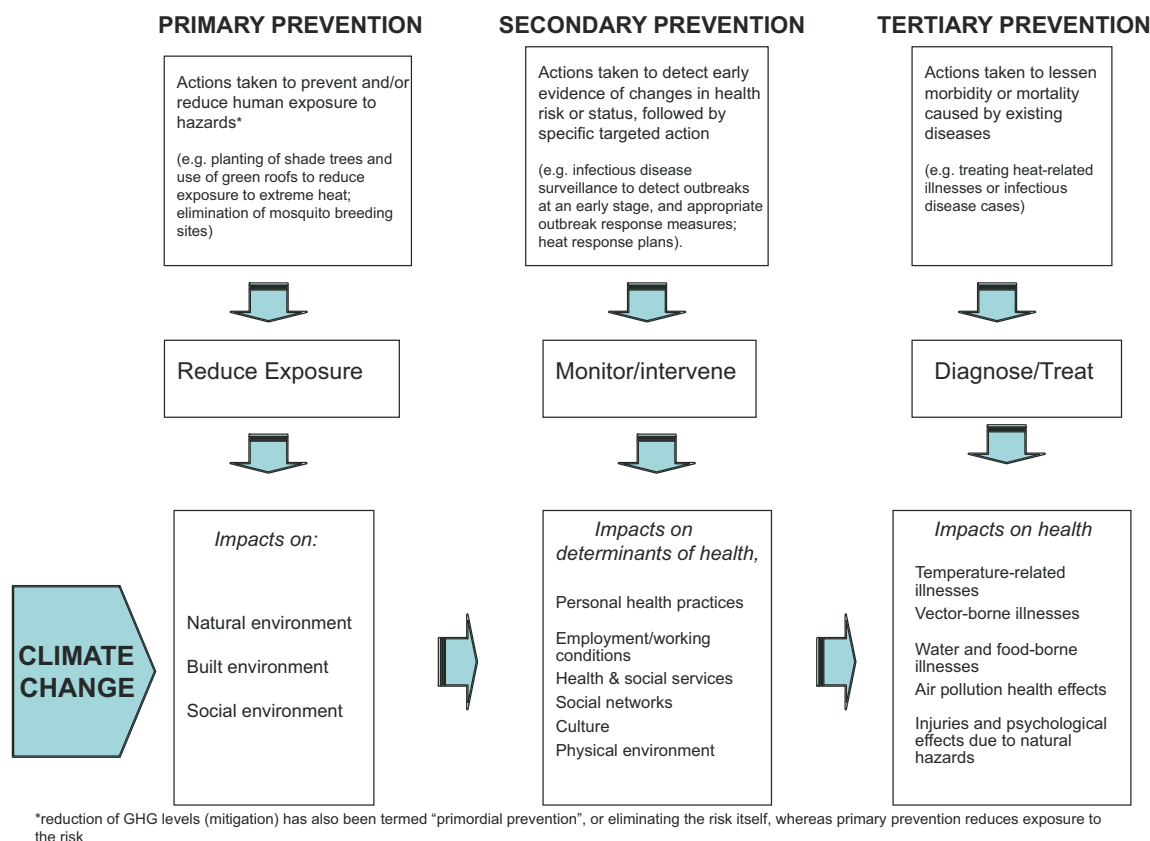 PRIMARY PREVENTION
Actions taken to prevent and/or
reduce human exposure to
hazards*
(e.g. planting of shade trees and
use of green roofs to reduce
exposure to extreme heat;
elimination of mosquito breeding
sites)
Reduce Exposure
SECONDARY PREVENTION
Actions taken to detect early
evidence of changes in health
risk or status, followed by
specific targeted action
(e.g. infectious disease
surveillance to detect outbreaks
at an early stage, and appropriate
outbreak response measures;
heat response plans).
Monitor/intervene
TERTIARY PREVENTION
Actions taken to lessen
morbidity or mortality
caused by existing
diseases
(e.g. treating heat-related
illnesses or infectious
disease cases)
Diagnose/Treat
CLIMATE
CHANGE
Impacts on:
Natural environment
Built environment
Social environment
Impacts on
determinants of health,
Personal health practices
Employment/working
conditions
Health & social services
Social networks
Culture
Physical environment
Impacts on health
Temperature-related
illnesses
Vector-borne illnesses
Water and food-borne
illnesses
Air pollution health effects
Injuries and psychological
effects due to natural
hazards
*reduction of GHG levels (mitigation) has also been termed “primordial prevention”, or eliminating the risk itself, whereas primary prevention reduces exposure to
the risk